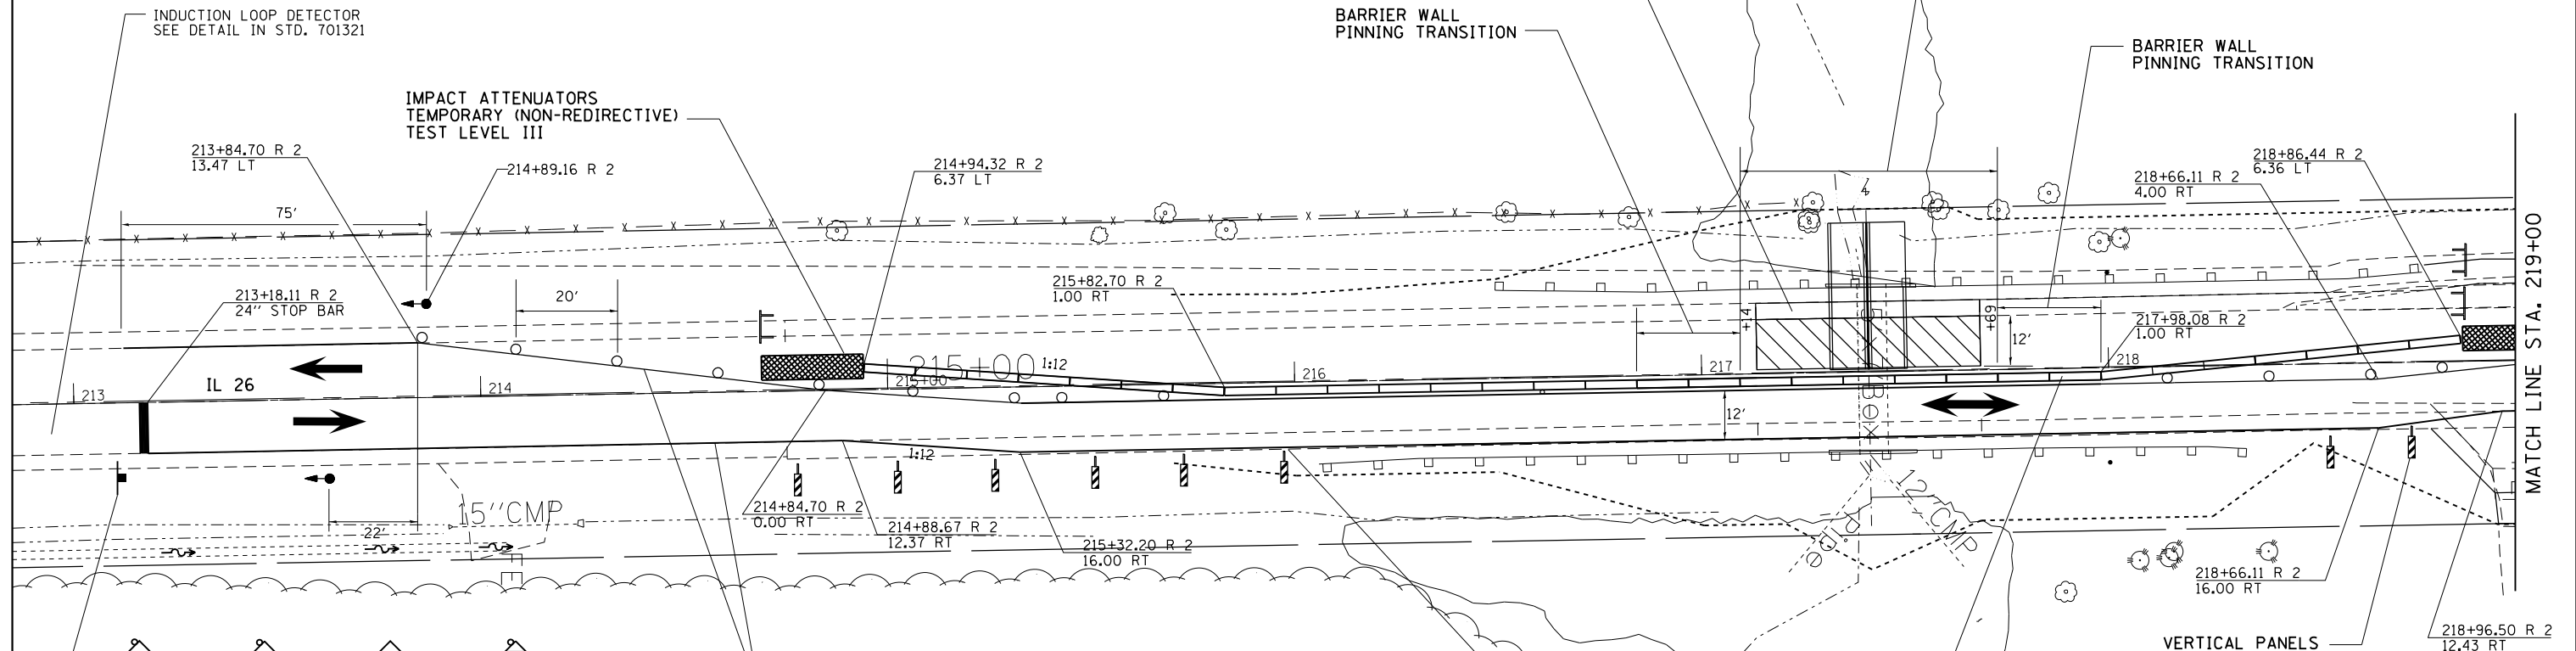 INDUCTION LOOP DETECTOR
SEE DETAIL IN STD. 701321
BARRIER WALL
PINNING TRANSITION
BARRIER WALL
PINNING TRANSITION
IMPACT ATTENUATORS
TEMPORARY (NON-REDIRECTIVE)
TEST LEVEL III
213+84.70 R 2
13.47 LT
214+89.16 R 2
214+94.32 R 2
6.37 LT
218+86.44 R 2
6.36 LT
218+66.11 R 2
4.00 RT
75'
20'
213+18.11 R 2
24" STOP BAR
215+82.70 R 2
1.00 RT
+14
+69
12'
217+98.08 R 2
1.00 RT
MATCH LINE STA. 219+00
IL 26
213
214
215+00
215+00
1:12
216
217
218
12'
1:12
15"CMP
22'
214+84.70 R 2
0.00 RT
214+88.67 R 2
12.37 RT
215+32.20 R 2
16.00 RT
12" CMP
218+66.11 R 2
16.00 RT
VERTICAL PANELS
218+96.50 R 2
12.43 RT